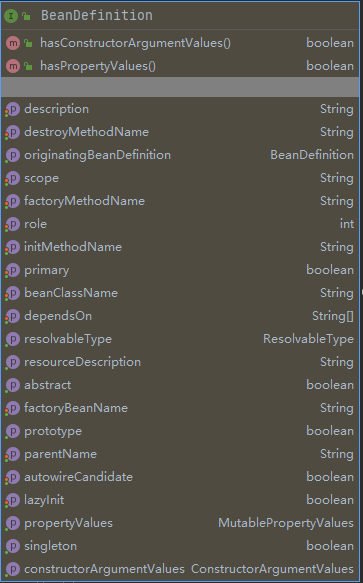 BeanDefinition
hasConstructorArgumentValues() boolean
hasPropertyValues() boolean
description String
destroyMethodName String
originatingBeanDefinition BeanDefinition
scope String
factoryMethodName String
role int
initMethodName String
primary boolean
beanClassName String
dependsOn String[]
resolvableType ResolvableType
resourceDescription String
abstract boolean
factoryBeanName String
prototype boolean
parentName String
autowireCandidate boolean
lazyInit boolean
propertyValues MutablePropertyValues
singleton boolean
constructorArgumentValues ConstructorArgumentValues